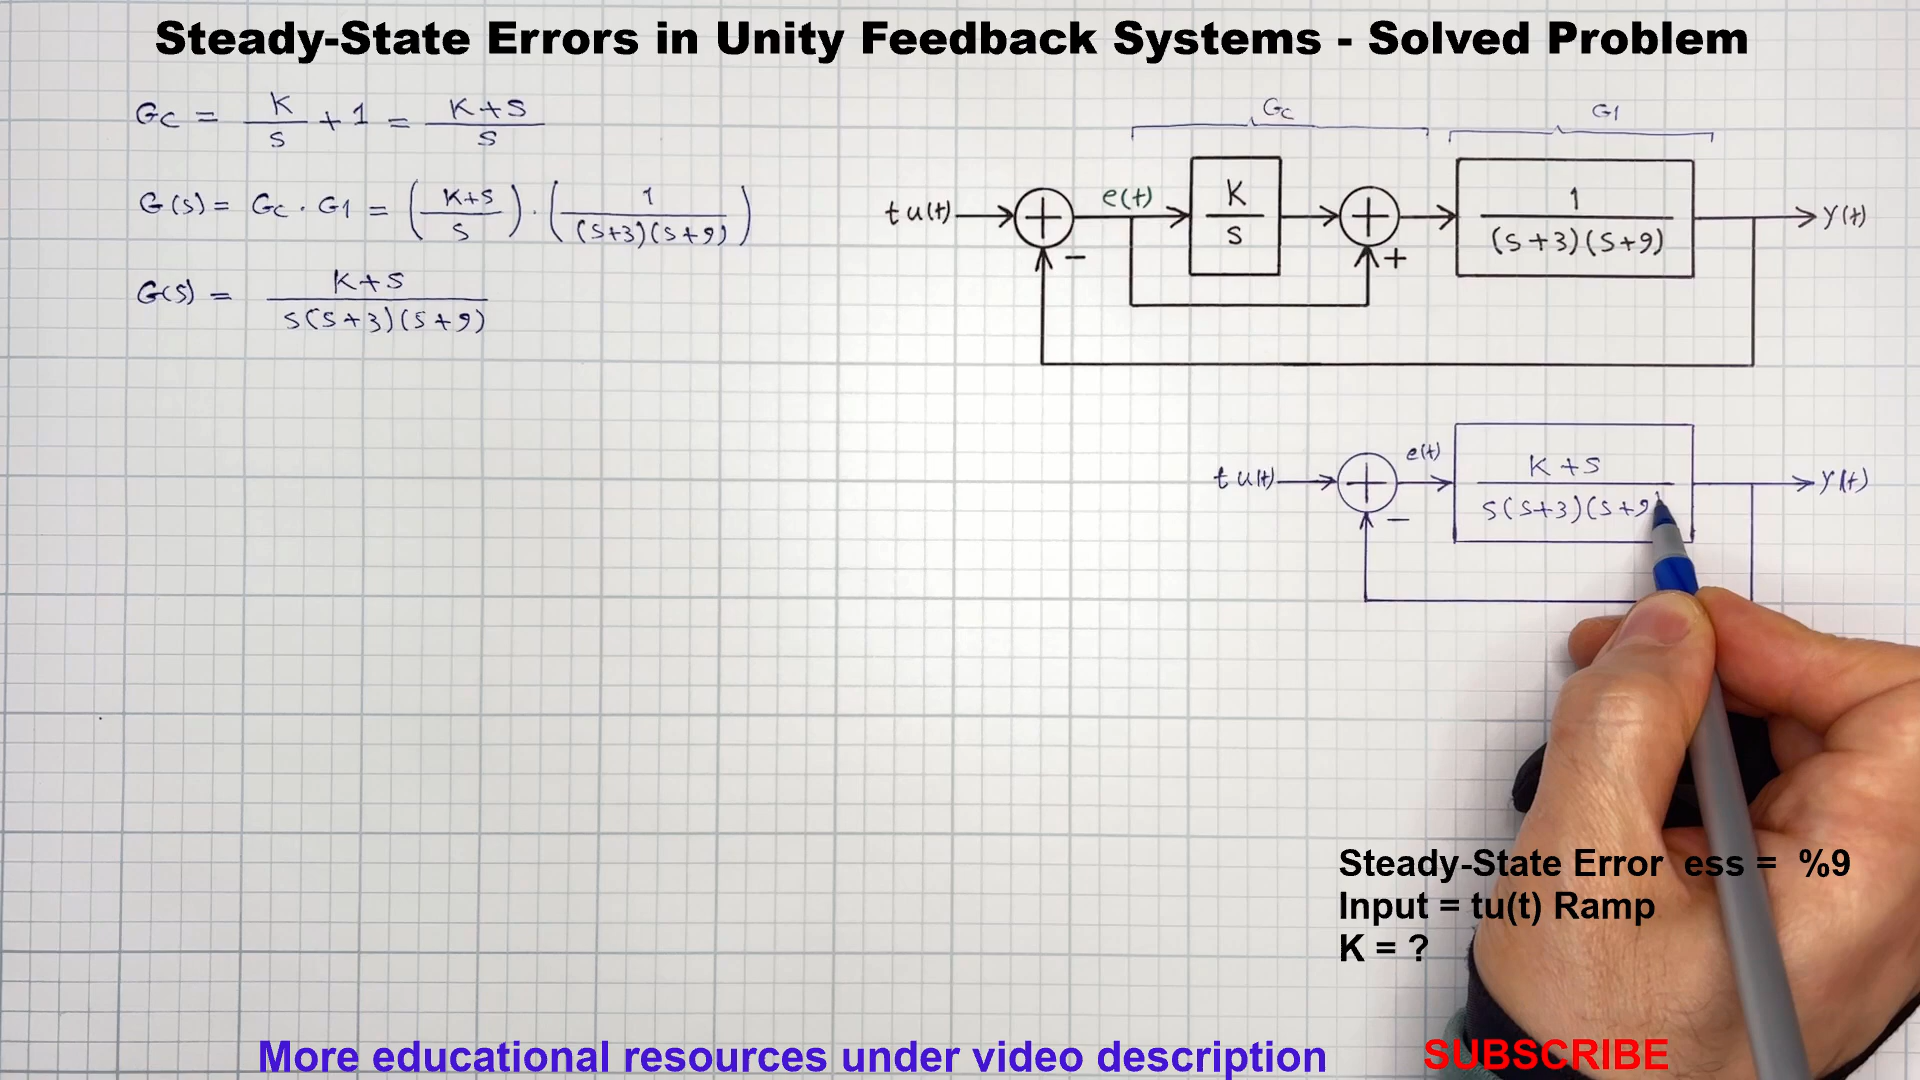 Steady-State Errors in Unity Feedback Systems - Solved Problem
Gc = K/s + 1 = K+s/s
G(s) = Gc · G1 = (K+s/s) · (1/(s+3)(s+9))
G(s) = K+s/s(s+3)(s+9)
Gc G1
tu(t) + e(t) K/s + 1/(s+3)(s+9) y(t)
− +
tu(t) + e(t) K+s/s(s+3)(s+9) y(t)
−
Steady-State Error ess = %9
Input = tu(t) Ramp
K = ?
More educational resources under video description
SUBSCRIBE